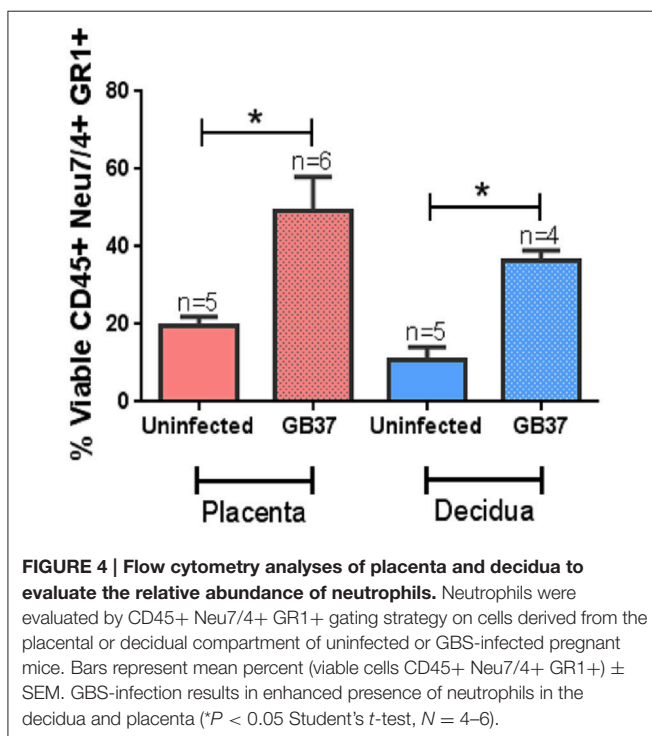 % Viable CD45+ Neu7/4+ GR1+
80
60
40
20
0
*
*
n=5
n=6
n=5
n=4
Uninfected GB37 Uninfected GB37
Placenta Decidua
FIGURE 4 | Flow cytometry analyses of placenta and decidua to
evaluate the relative abundance of neutrophils. Neutrophils were
evaluated by CD45+ Neu7/4+ GR1+ gating strategy on cells derived from the
placental or decidual compartment of uninfected or GBS-infected pregnant
mice. Bars represent mean percent (viable cells CD45+ Neu7/4+ GR1+) ±
SEM. GBS-infection results in enhanced presence of neutrophils in the
decidua and placenta (*P < 0.05 Student's t-test, N = 4–6).